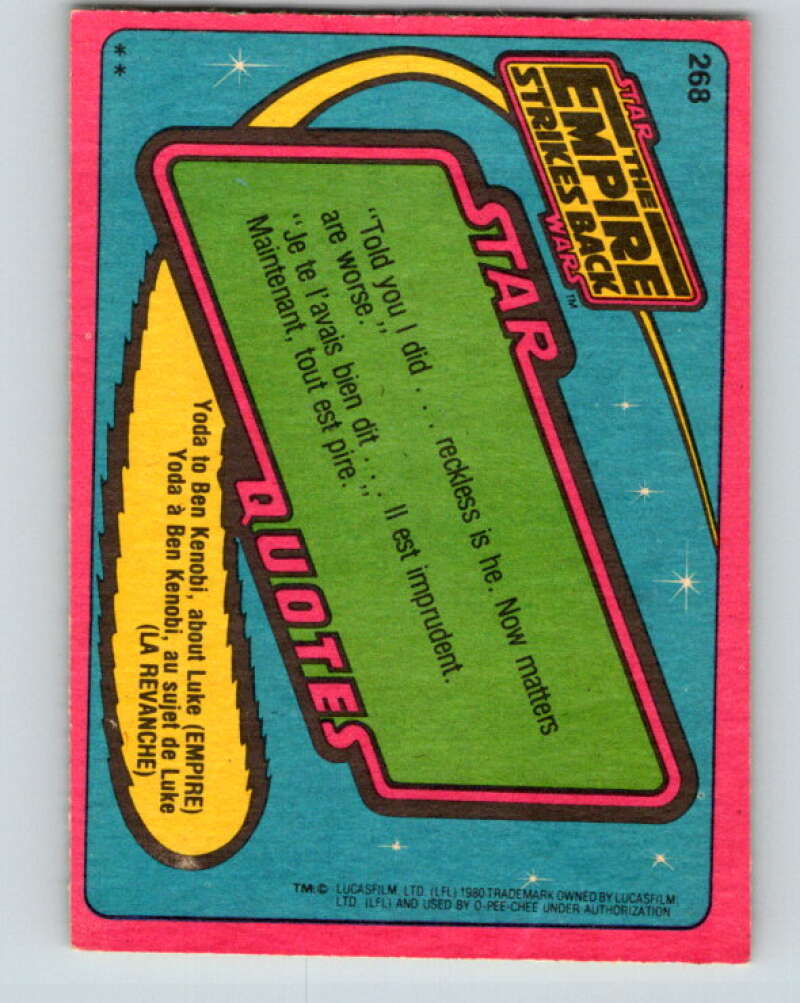 268
STAR
THE
EMPIRE
STRIKES BACK
WARS
™
STAR
"Told you I did . . . reckless is he. Now matters
are worse."
"Je te l'avais bien dit . . . Il est imprudent.
Maintenant, tout est pire."
QUOTES
Yoda to Ben Kenobi, about Luke (EMPIRE)
Yoda à Ben Kenobi, au sujet de Luke
(LA REVANCHE)
TM: © LUCASFILM, LTD. (LFL) 1980 TRADEMARK OWNED BY LUCASFILM,
LTD. (LFL) AND USED BY O-PEE-CHEE UNDER AUTHORIZATION
**